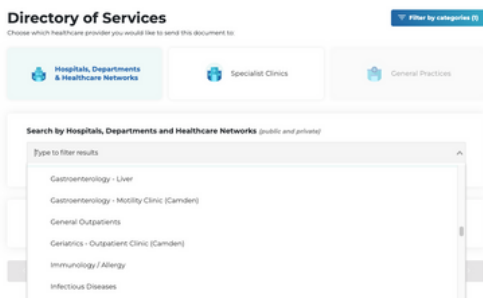 Directory of Services
Filter by categories (1)
Choose which healthcare provider you would like to send this document to:
Hospitals, Departments
& Healthcare Networks
Specialist Clinics
General Practices
Search by Hospitals, Departments and Healthcare Networks (public and private)
Type to filter results
Gastroenterology - Liver
Gastroenterology - Motility Clinic (Camden)
General Outpatients
Geriatrics - Outpatient Clinic (Camden)
Immunology / Allergy
Infectious Diseases